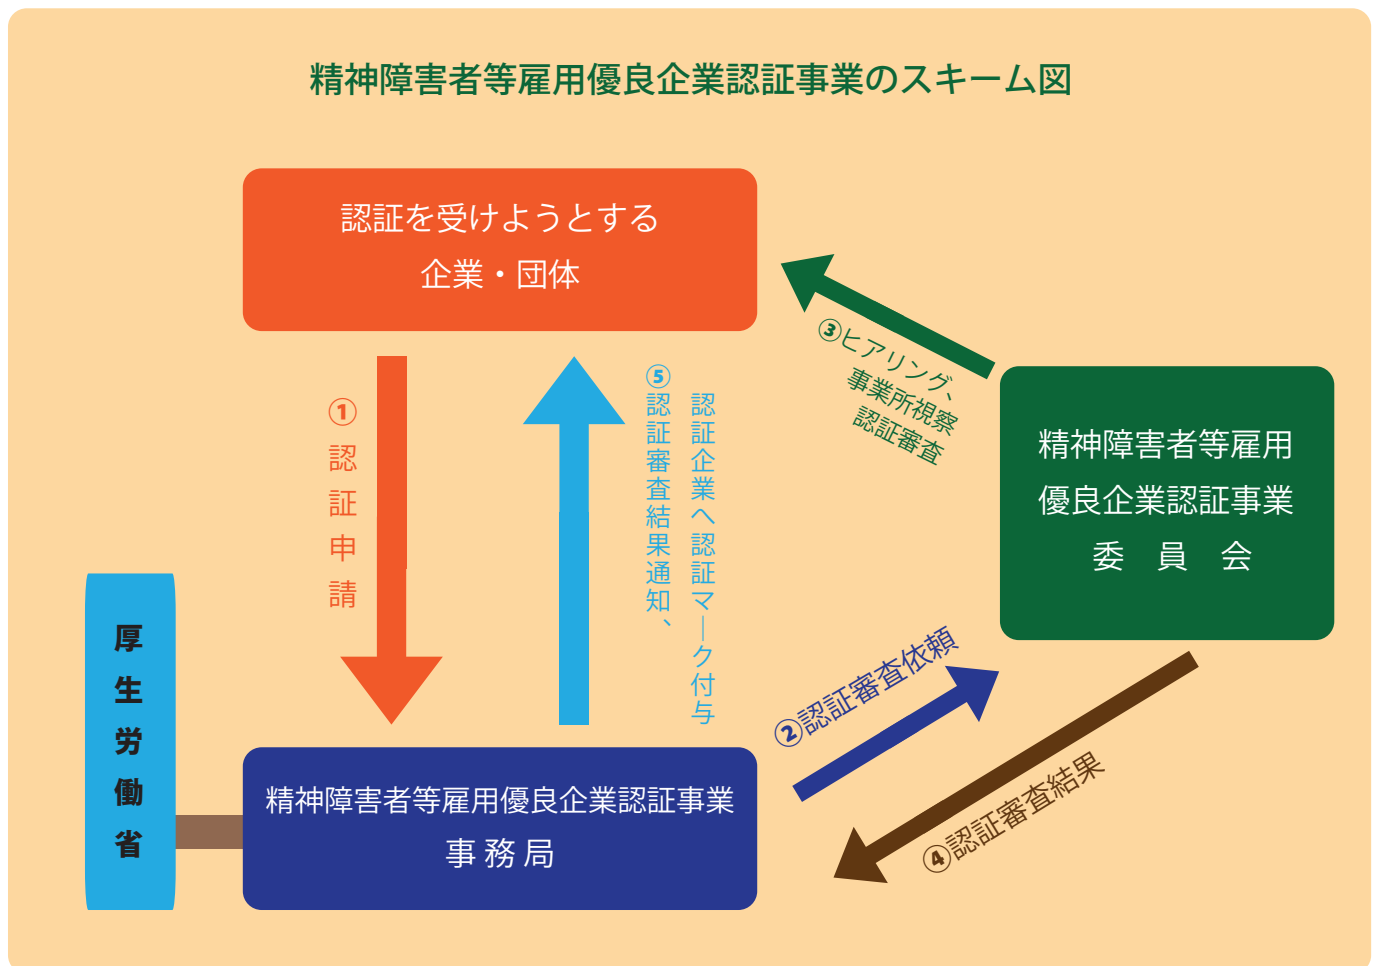 精神障害者等雇用優良企業認証事業のスキーム図
認証を受けようとする
企業・団体
①認証申請
⑤認証審査結果通知、
認証企業へ認証マーク付与
③ヒアリング、
事業所視察
認証審査
精神障害者等雇用
優良企業認証事業
委 員 会
②認証審査依頼
④認証審査結果
厚生労働省
精神障害者等雇用優良企業認証事業
事 務 局